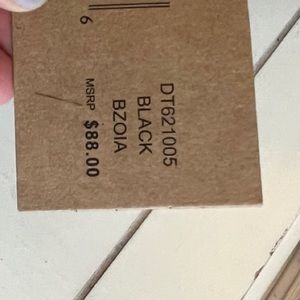 6
DT621005
BLACK
BZOIA
MSRP $88.00